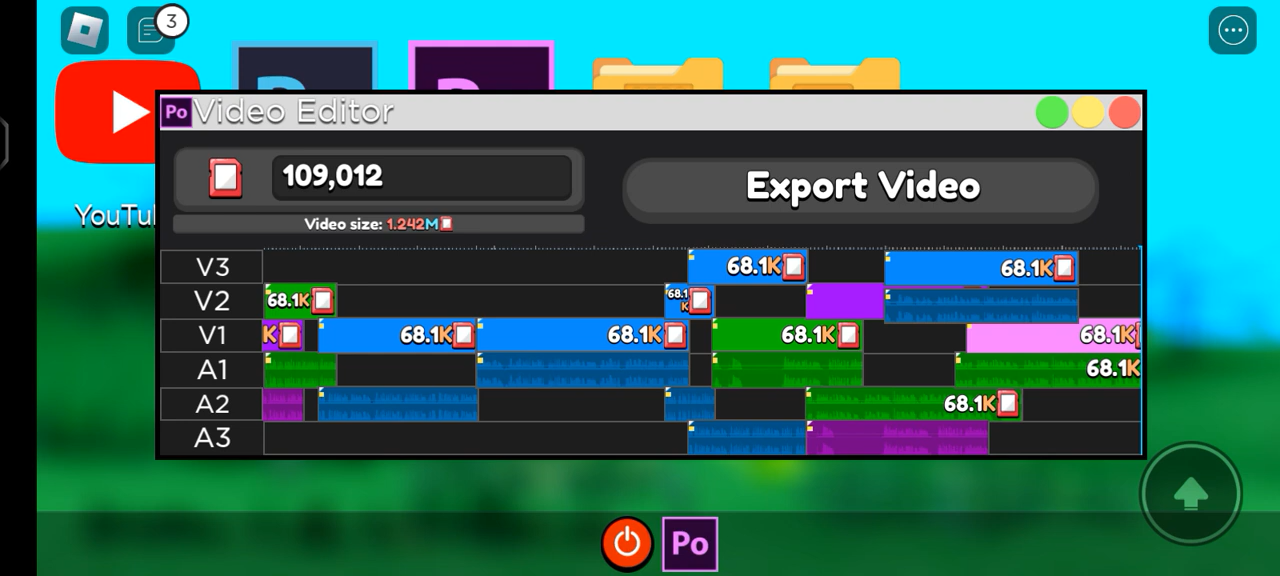 3
Po Video Editor
YouTu
109,012
Export Video
Video size: 1.242M
V3 68.1K 68.1K
V2 68.1K 68.1K
V1 K 68.1K 68.1K 68.1K 68.1K
A1 68.1K
A2 68.1K
A3
Po